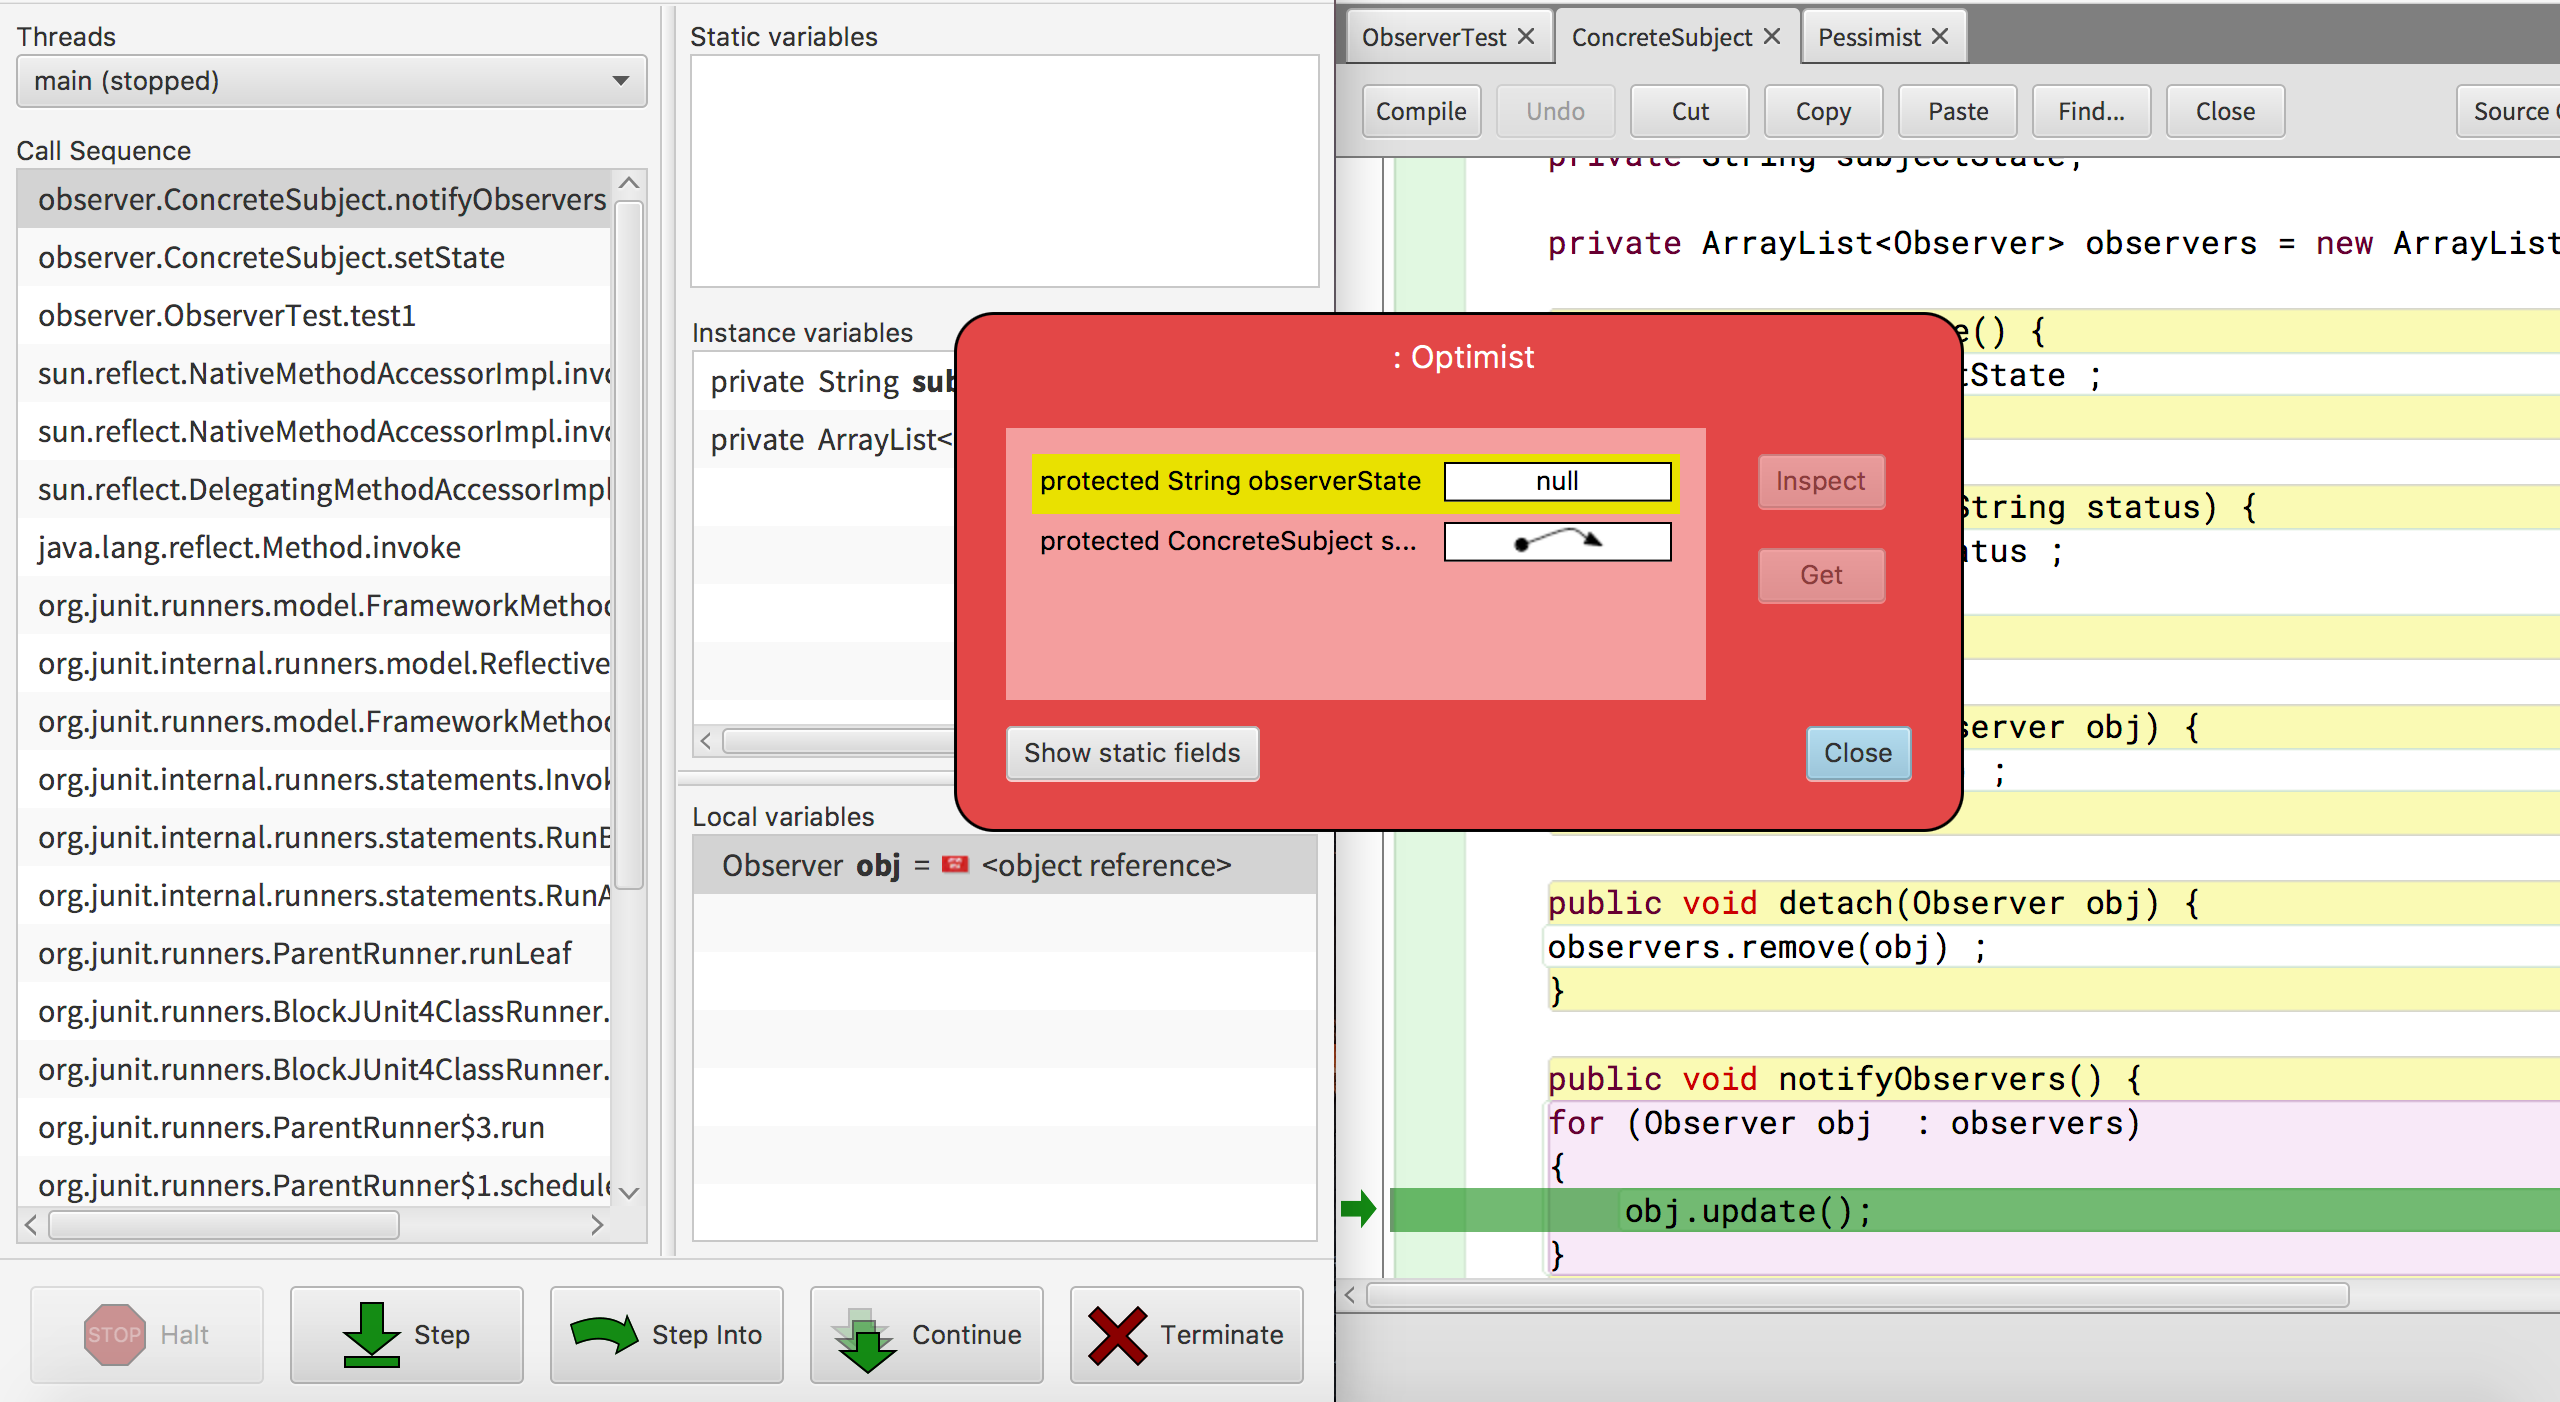 Threads
main (stopped)
Call Sequence
observer.ConcreteSubject.notifyObservers
observer.ConcreteSubject.setState
observer.ObserverTest.test1
sun.reflect.NativeMethodAccessorImpl.invo
sun.reflect.NativeMethodAccessorImpl.invo
sun.reflect.DelegatingMethodAccessorImpl
java.lang.reflect.Method.invoke
org.junit.runners.model.FrameworkMethod
org.junit.internal.runners.model.Reflective
org.junit.runners.model.FrameworkMethod
org.junit.internal.runners.statements.Invok
org.junit.internal.runners.statements.RunB
org.junit.internal.runners.statements.RunA
org.junit.runners.ParentRunner.runLeaf
org.junit.runners.BlockJUnit4ClassRunner.
org.junit.runners.BlockJUnit4ClassRunner.
org.junit.runners.ParentRunner$3.run
org.junit.runners.ParentRunner$1.schedule
STOP Halt
Step
Step Into
Continue
Terminate
Static variables
Instance variables
private String sub
private ArrayList<
Local variables
Observer obj = <object reference>
: Optimist
protected String observerState null
protected ConcreteSubject s...
Inspect
Get
Show static fields
Close
ObserverTest × ConcreteSubject × Pessimist ×
Compile Undo Cut Copy Paste Find... Close Source
private String subjectState;
private ArrayList<Observer> observers = new ArrayList
e() {
tState ;
String status) {
atus ;
server obj) {
;
public void detach(Observer obj) {
observers.remove(obj) ;
}
public void notifyObservers() {
for (Observer obj : observers)
{
obj.update();
}